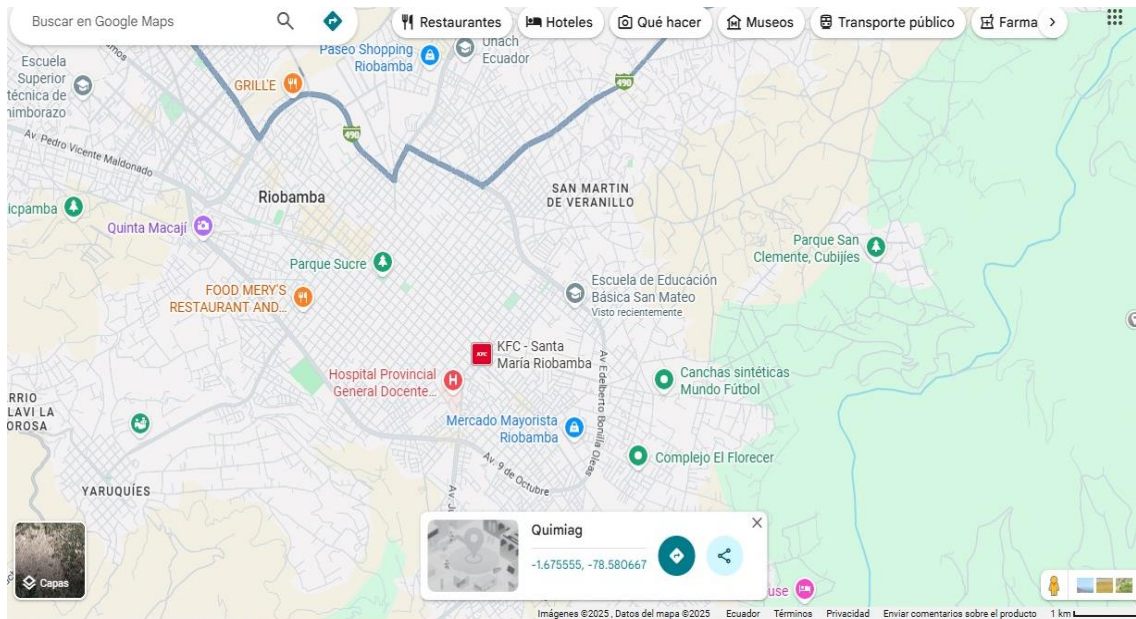 Buscar en Google Maps
Restaurantes
Hoteles
Qué hacer
Museos
Transporte público
Farma
Paseo Shopping
Riobamba
Unach
Ecuador
Escuela
Superior
técnica de
himborazo
GRILL'E
490
490
Av. Pedro Vicente Maldonado
Riobamba
SAN MARTIN
DE VERANILLO
icpamba
Quinta Macají
Parque Sucre
Parque San
Clemente, Cubijíes
FOOD MERY'S
RESTAURANT AND...
Escuela de Educación
Básica San Mateo
Visto recientemente
KFC
KFC - Santa
María Riobamba
Hospital Provincial
General Docente...
H
Av Edelberto Bonilla Oleas
Canchas sintéticas
Mundo Fútbol
RRIO
LAVI LA
OROSA
Mercado Mayorista
Riobamba
Complejo El Florecer
Av. 9 de Octubre
YARUQUÍES
Quimiag
-1.675555, -78.580667
Capas
use
Imágenes ©2025 , Datos del mapa ©2025
Ecuador
Términos
Privacidad
Enviar comentarios sobre el producto
1 km